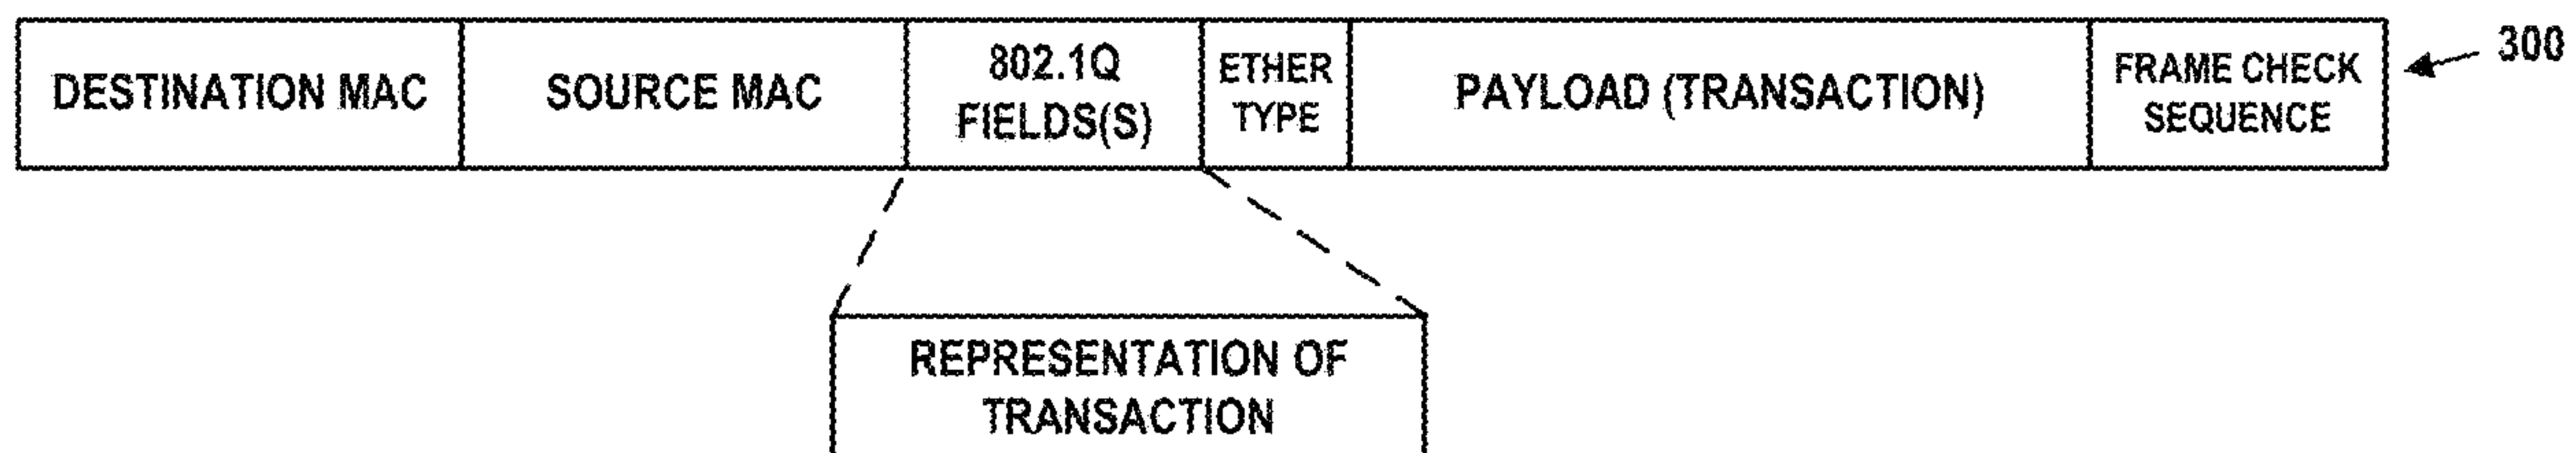 DESTINATION MAC
SOURCE MAC
802.1Q
FIELDS(S)
ETHER
TYPE
PAYLOAD (TRANSACTION)
FRAME CHECK
SEQUENCE
300
REPRESENTATION OF
TRANSACTION